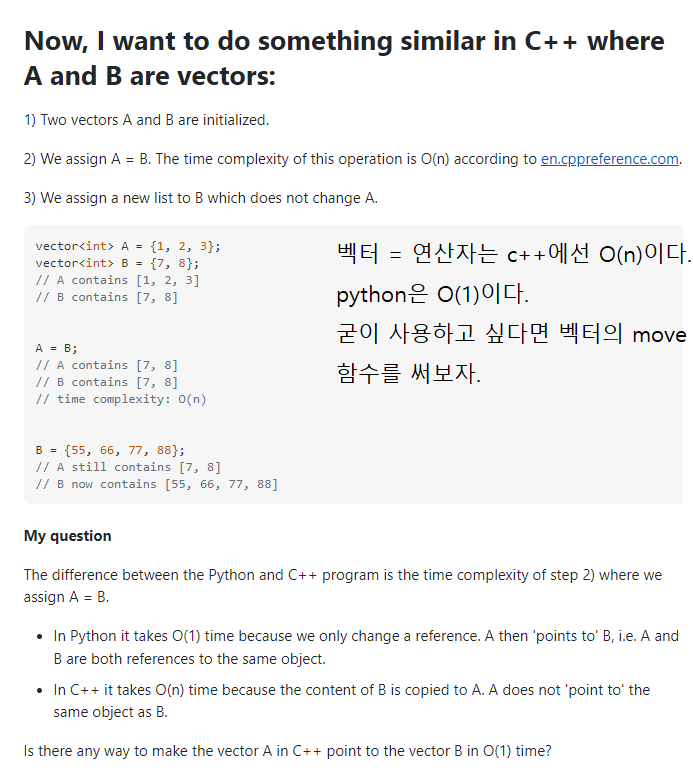 Now, I want to do something similar in C++ where
A and B are vectors:
1) Two vectors A and B are initialized.
2) We assign A = B. The time complexity of this operation is O(n) according to en.cppreference.com.
3) We assign a new list to B which does not change A.
vector<int> A = {1, 2, 3};
vector<int> B = {7, 8};
// A contains [1, 2, 3]
// B contains [7, 8]
A = B;
// A contains [7, 8]
// B contains [7, 8]
// time complexity: O(n)
B = {55, 66, 77, 88};
// A still contains [7, 8]
// B now contains [55, 66, 77, 88]
벡터 = 연산자는 c++에선 O(n)이다.
python은 O(1)이다.
굳이 사용하고 싶다면 벡터의 move
함수를 써보자.
My question
The difference between the Python and C++ program is the time complexity of step 2) where we
assign A = B.
• In Python it takes O(1) time because we only change a reference. A then 'points to' B, i.e. A and
B are both references to the same object.
• In C++ it takes O(n) time because the content of B is copied to A. A does not 'point to' the
same object as B.
Is there any way to make the vector A in C++ point to the vector B in O(1) time?